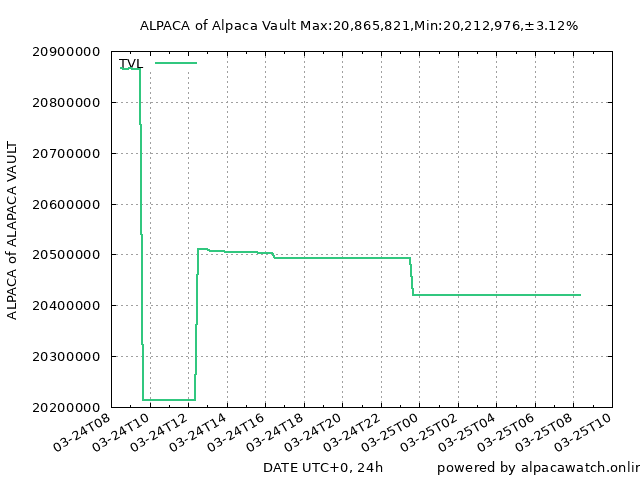 ALPACA of Alpaca Vault Max:20,865,821,Min:20,212,976,±3.12%
20900000
TVL
20800000
20700000
20600000
20500000
20400000
20300000
20200000
ALPACA of ALAPACA VAULT
03-24T08
03-24T10
03-24T12
03-24T14
03-24T16
03-24T18
03-24T20
03-24T22
03-25T00
03-25T02
03-25T04
03-25T06
03-25T08
03-25T10
DATE UTC+0, 24h
powered by alpacawatch.onlin